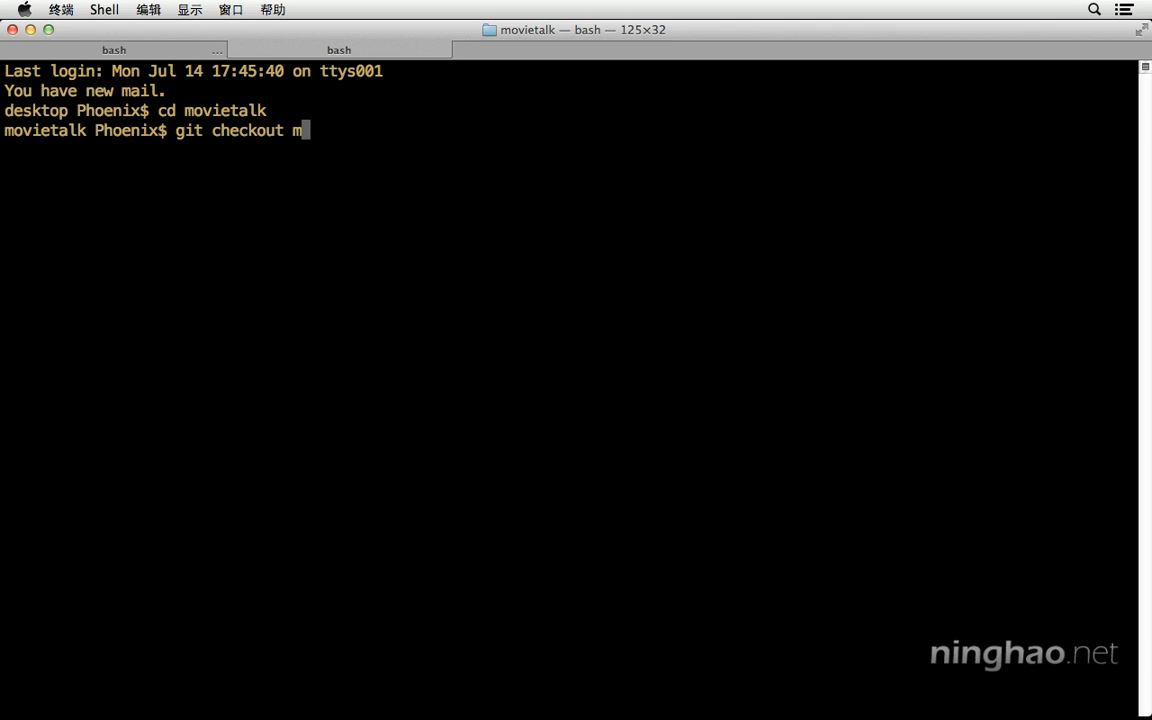 终端 Shell 编辑 显示 窗口 帮助
movietalk — bash — 125×32
bash ... bash
Last login: Mon Jul 14 17:45:40 on ttys001
You have new mail.
desktop Phoenix$ cd movietalk
movietalk Phoenix$ git checkout m
ninghao.net